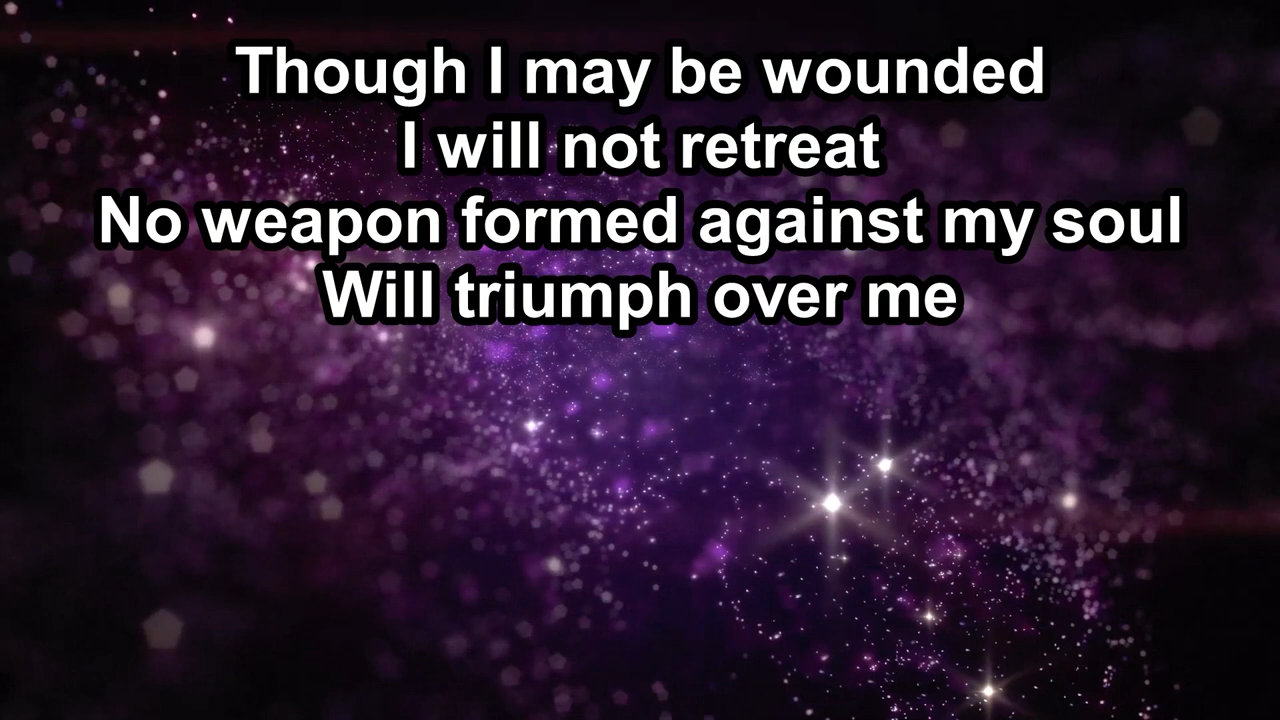 Though I may be wounded
I will not retreat
No weapon formed against my soul
Will triumph over me